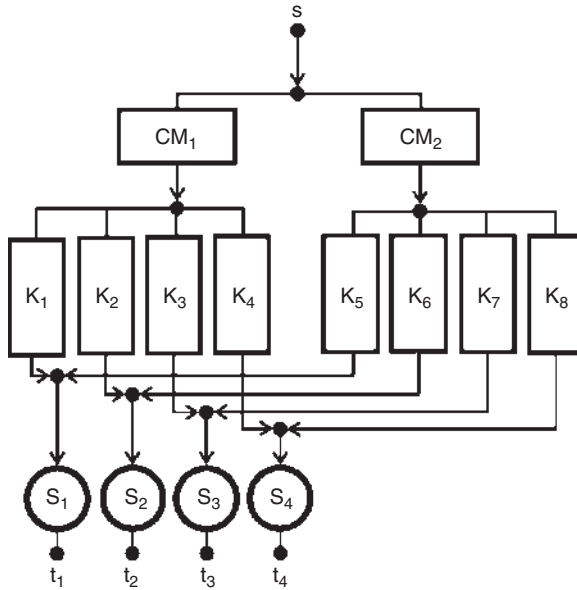 s
CM₁ CM₂
K₁ K₂ K₃ K₄ K₅ K₆ K₇ K₈
S₁ S₂ S₃ S₄
t₁ t₂ t₃ t₄